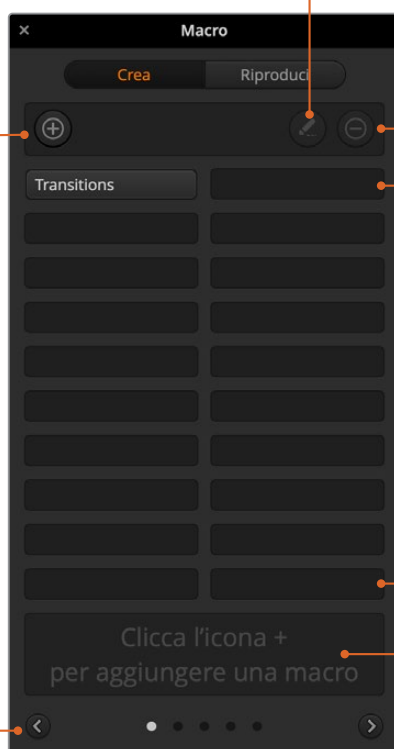 Macro
Crea Riproduci
Transitions
Clicca l'icona +
per aggiungere una macro